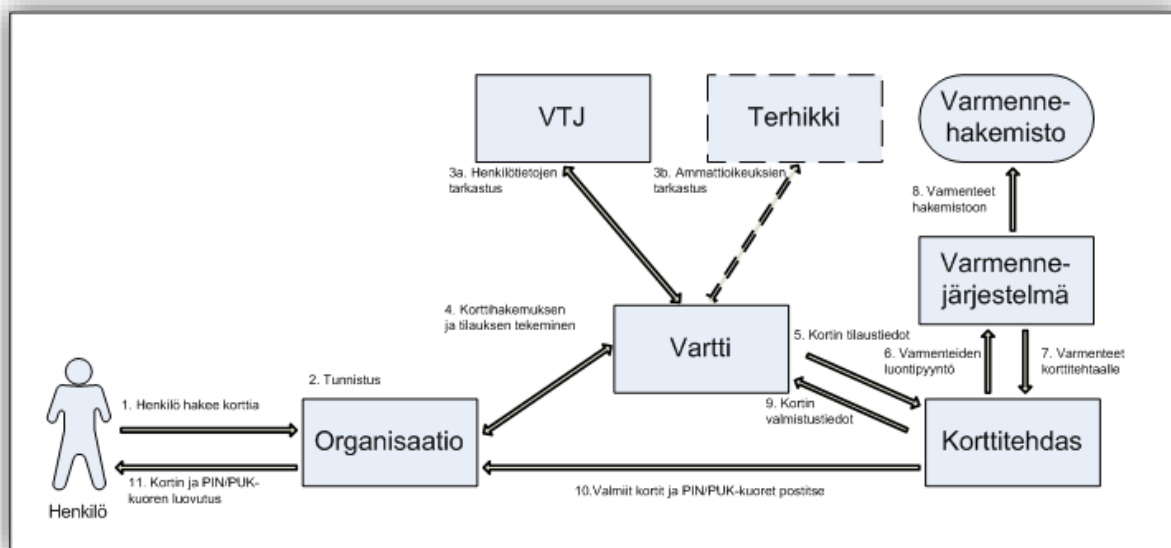 VTJ
Terhikki
Varmenne-
hakemisto
3a. Henkilötietojen
tarkastus
3b. Ammattioikeuksien
tarkastus
8. Varmenteet
hakemistoon
Varmenne-
järjestelmä
4. Korttihakemuksen
ja tilauksen tekeminen
Vartti
5. Kortin tilaustiedot
6. Varmenteiden
luontipyyntö
7. Varmenteet
korttitehtaalle
2. Tunnistus
1. Henkilö hakee korttia
9. Kortin
valmistustiedot
Organisaatio
Korttitehdas
11. Kortin ja PIN/PUK-
kuoren luovutus
10.Valmiit kortit ja PIN/PUK-kuoret postitse
Henkilö